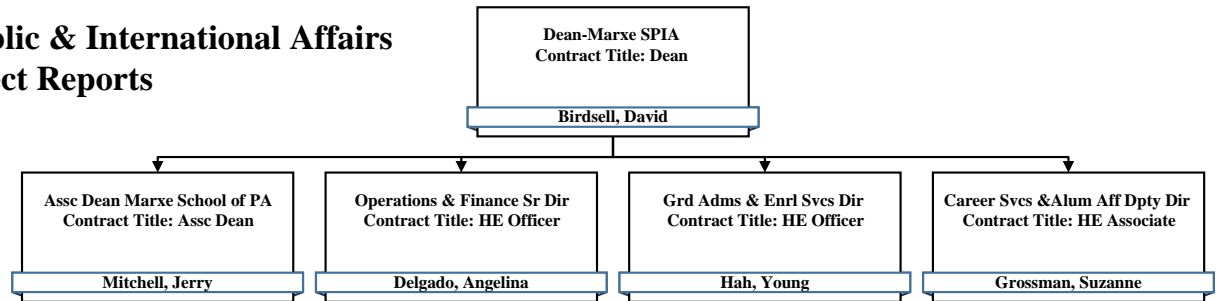 & International Affairs
Reports
Dean-Marxe SPIA
Contract Title: Dean
Birdsell, David
Assc Dean Marxe School of PA
Contract Title: Assc Dean
Mitchell, Jerry
Operations & Finance Sr Dir
Contract Title: HE Officer
Delgado, Angelina
Grd Adms & Enrl Svcs Dir
Contract Title: HE Officer
Hah, Young
Career Svcs &Alum Aff Dpty Dir
Contract Title: HE Associate
Grossman, Suzanne